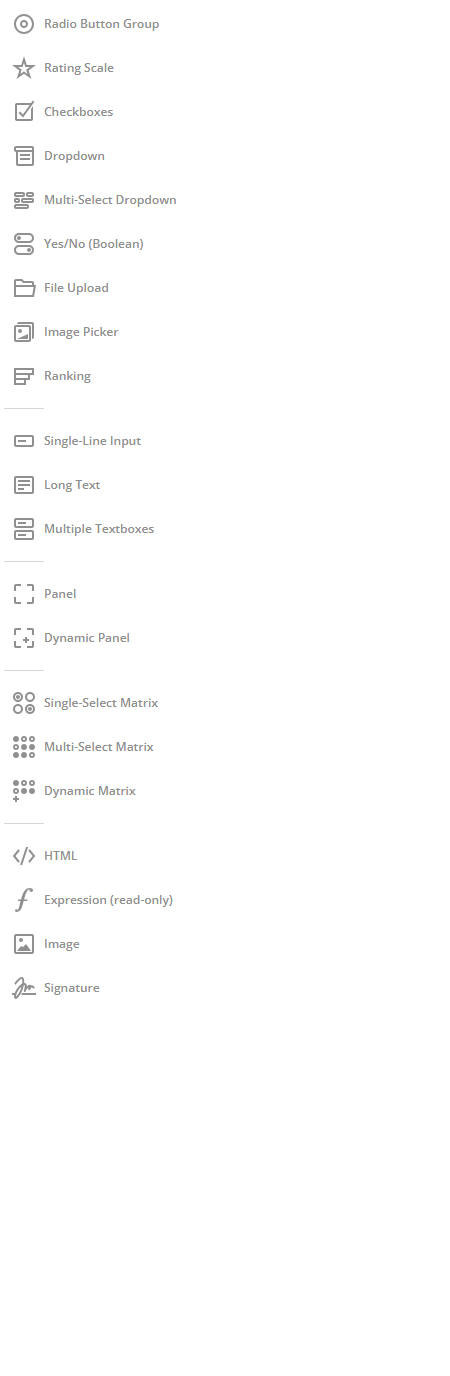 Radio Button Group
Rating Scale
Checkboxes
Dropdown
Multi-Select Dropdown
Yes/No (Boolean)
File Upload
Image Picker
Ranking
Single-Line Input
Long Text
Multiple Textboxes
Panel
Dynamic Panel
Single-Select Matrix
Multi-Select Matrix
Dynamic Matrix
HTML
Expression (read-only)
Image
Signature